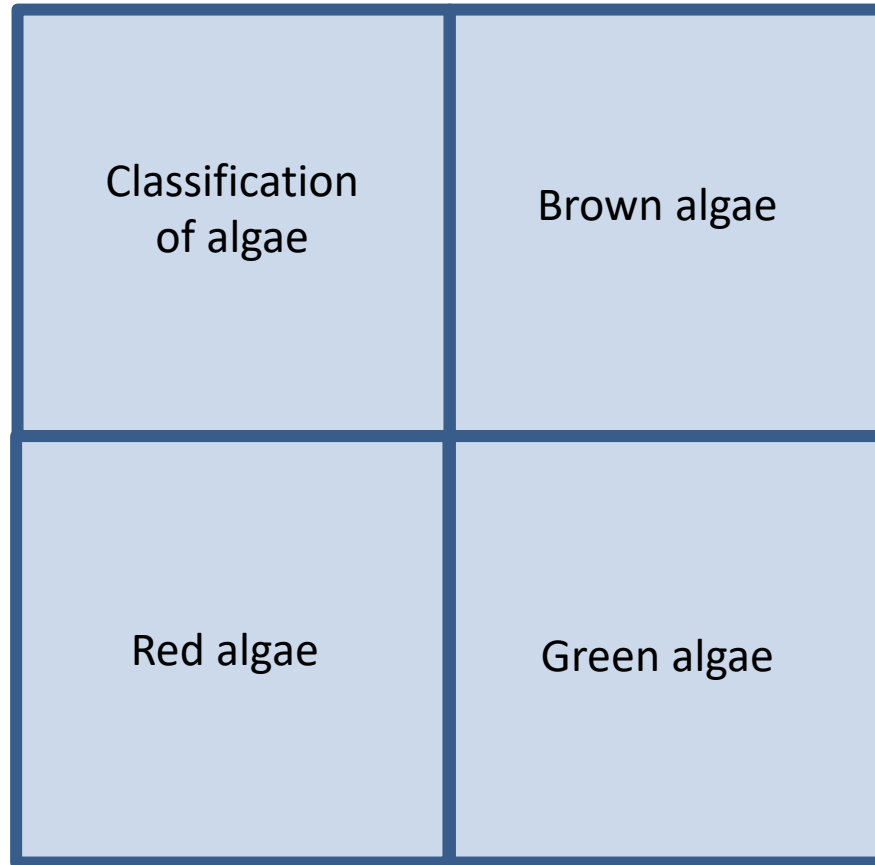 Classification
of algae
Brown algae
Red algae
Green algae